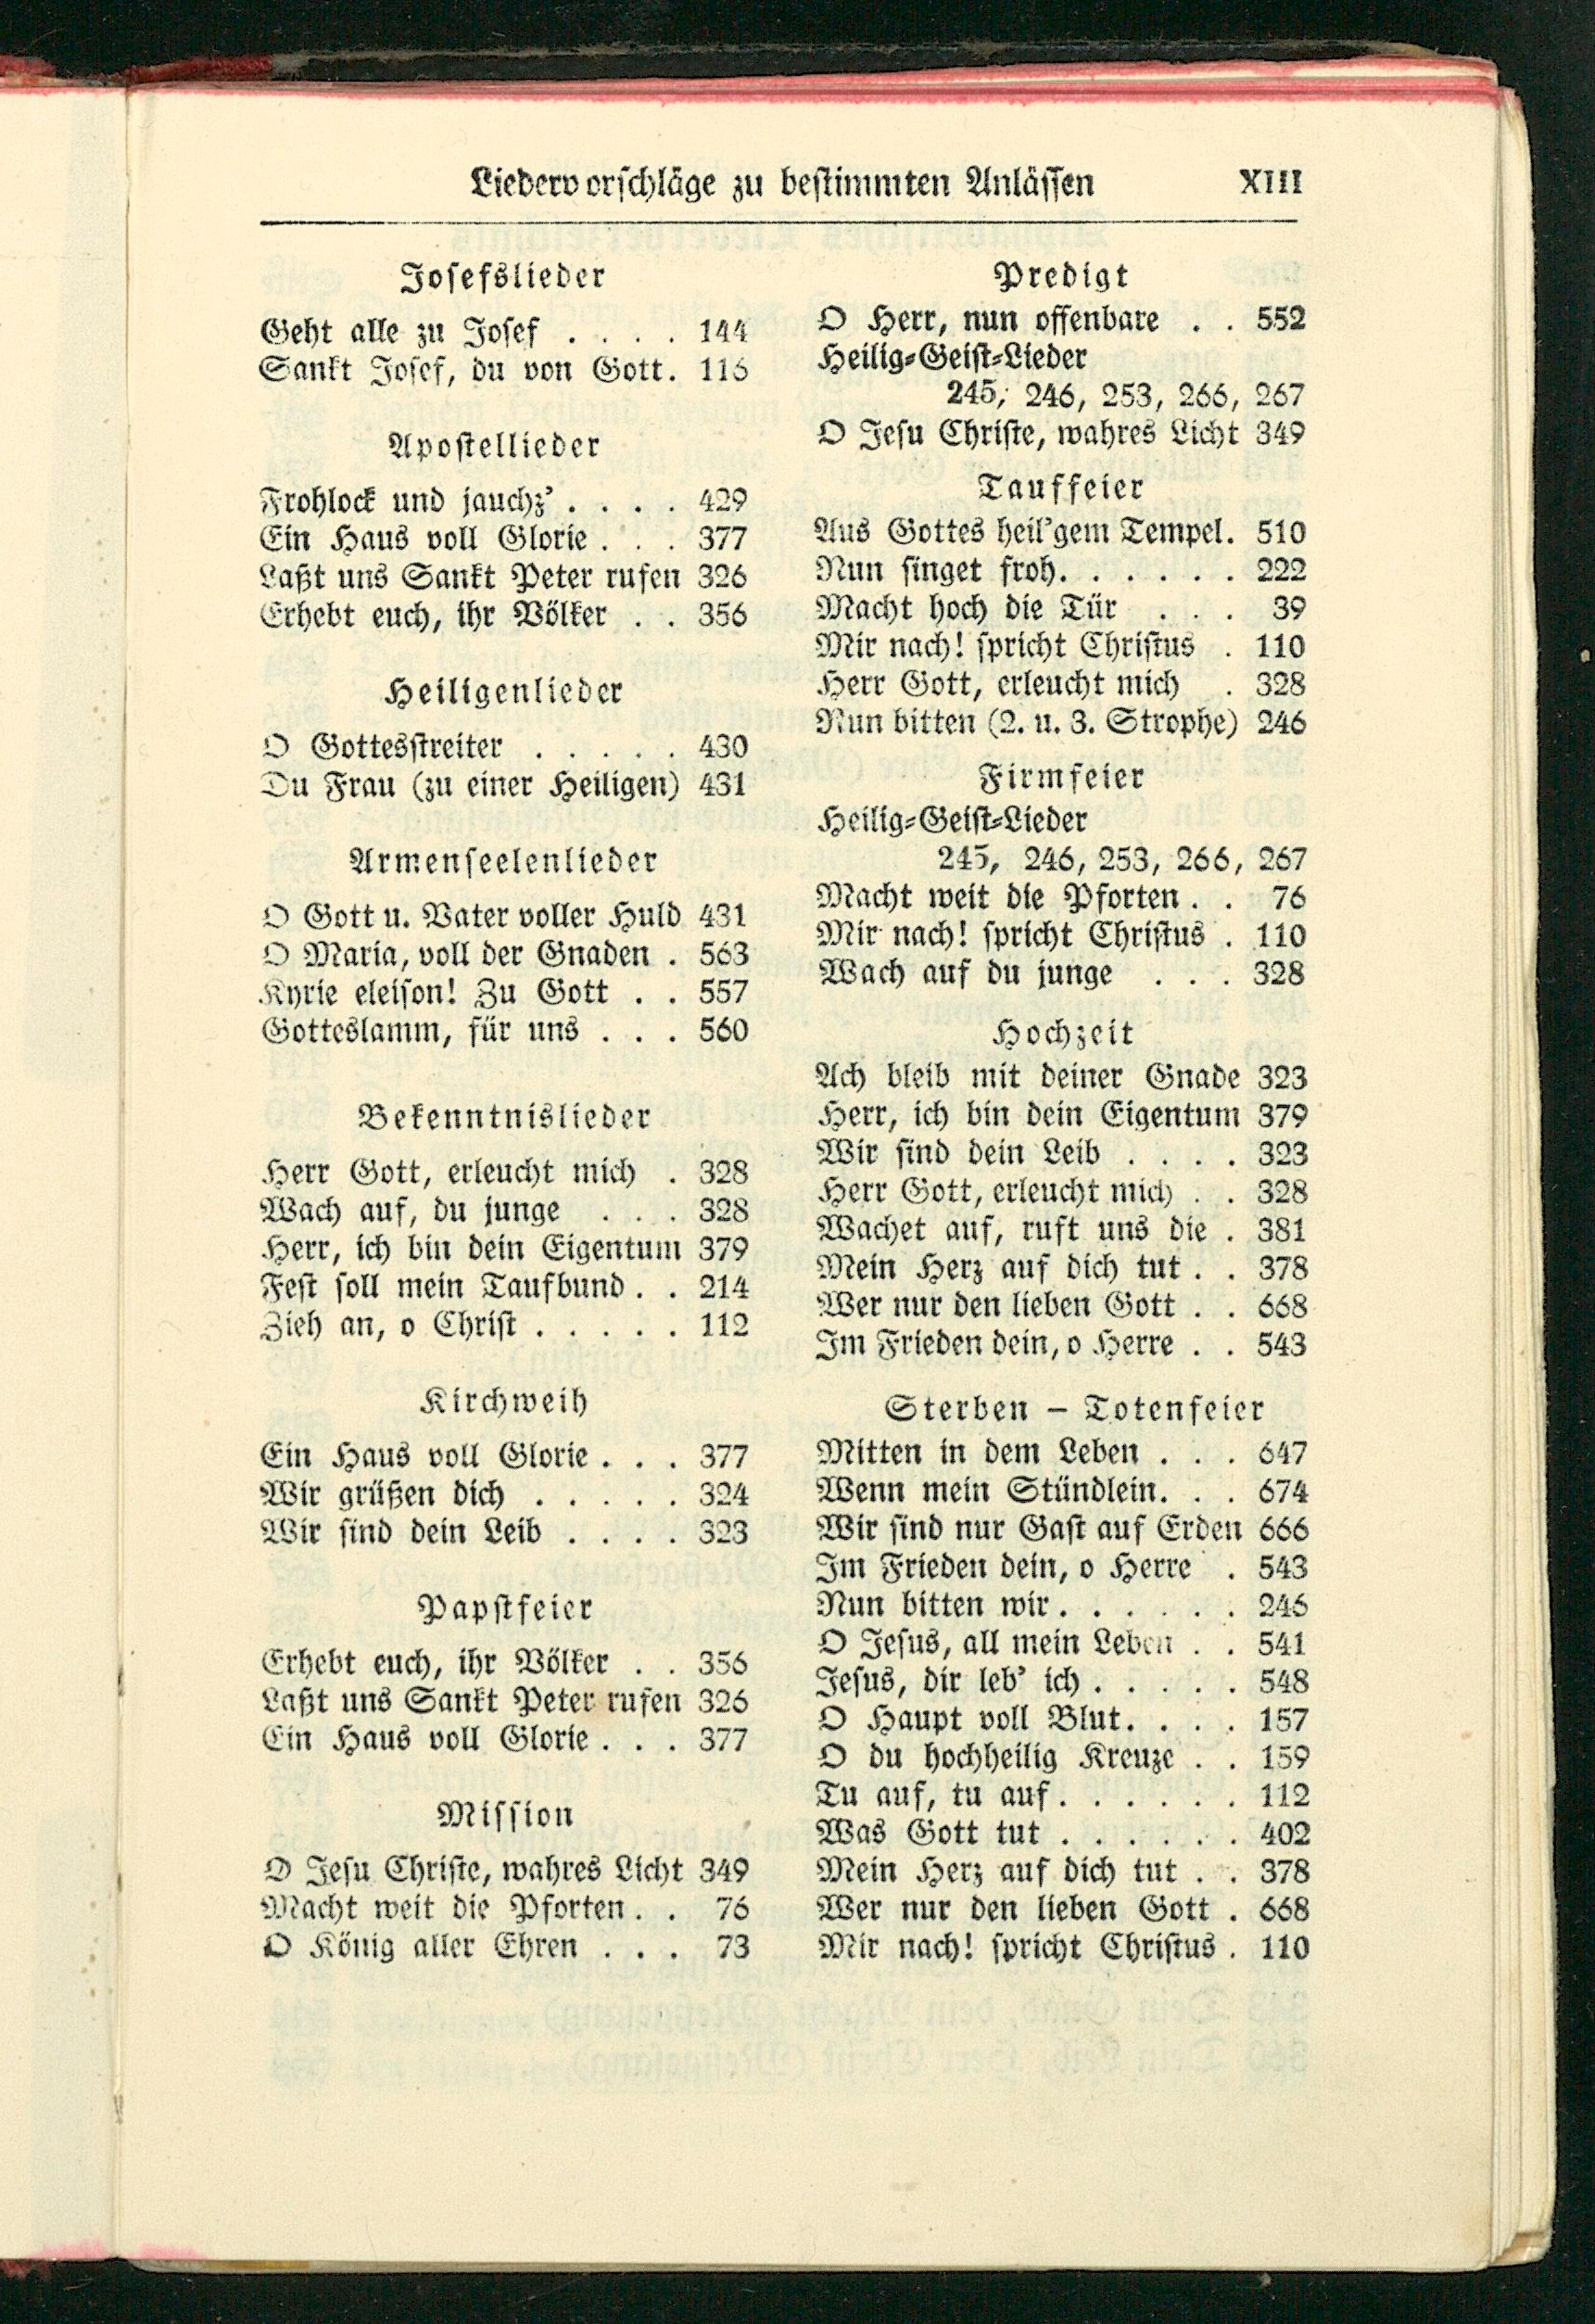 Liedervorschläge zu bestimmten Anlässen XIII
Josefslieder
Geht alle zu Josef . . . . 144
Sankt Josef, du von Gott. 116
Apostellieder
Frohlock und jauchz’ . . . . 429
Ein Haus voll Glorie . . . 377
Laßt uns Sankt Peter rufen 326
Erhebt euch, ihr Völker . . 356
Heiligenlieder
O Gottesstreiter . . . . . 430
Du Frau (zu einer Heiligen) 431
Armenseelenlieder
O Gott u. Vater voller Huld 431
O Maria, voll der Gnaden . 563
Kyrie eleison! Zu Gott . . 557
Gotteslamm, für uns . . . 560
Bekenntnislieder
Herr Gott, erleucht mich . 328
Wach auf, du junge . . . 328
Herr, ich bin dein Eigentum 379
Fest soll mein Taufbund . . 214
Zieh an, o Christ . . . . . 112
Kirchweih
Ein Haus voll Glorie . . . 377
Wir grüßen dich . . . . . 324
Wir sind dein Leib . . . . 323
Papstfeier
Erhebt euch, ihr Völker . . 356
Laßt uns Sankt Peter rufen 326
Ein Haus voll Glorie . . . 377
Mission
O Jesu Christe, wahres Licht 349
Macht weit die Pforten . . 76
O König aller Ehren . . . 73
Predigt
O Herr, nun offenbare . . 552
Heilig-Geist-Lieder
245, 246, 253, 266, 267
O Jesu Christe, wahres Licht 349
Tauffeier
Aus Gottes heil’gem Tempel. 510
Nun singet froh. . . . . . 222
Macht hoch die Tür . . . 39
Mir nach! spricht Christus . 110
Herr Gott, erleucht mich . 328
Nun bitten (2. u. 3. Strophe) 246
Firmfeier
Heilig-Geist-Lieder
245, 246, 253, 266, 267
Macht weit die Pforten . . 76
Mir nach! spricht Christus . 110
Wach auf du junge . . . 328
Hochzeit
Ach bleib mit deiner Gnade 323
Herr, ich bin dein Eigentum 379
Wir sind dein Leib . . . . 323
Herr Gott, erleucht mich . . 328
Wachet auf, ruft uns die . 381
Mein Herz auf dich tut . . 378
Wer nur den lieben Gott . . 668
Im Frieden dein, o Herre . . 543
Sterben – Totenfeier
Mitten in dem Leben . . . 647
Wenn mein Stündlein. . . 674
Wir sind nur Gast auf Erden 666
Im Frieden dein, o Herre . 543
Nun bitten wir . . . . . . 246
O Jesus, all mein Leben . . 541
Jesus, dir leb’ ich . . . . . 548
O Haupt voll Blut. . . . 157
O du hochheilig Kreuze . . 159
Tu auf, tu auf . . . . . . 112
Was Gott tut . . . . . . 402
Mein Herz auf dich tut . . 378
Wer nur den lieben Gott . 668
Mir nach! spricht Christus . 110